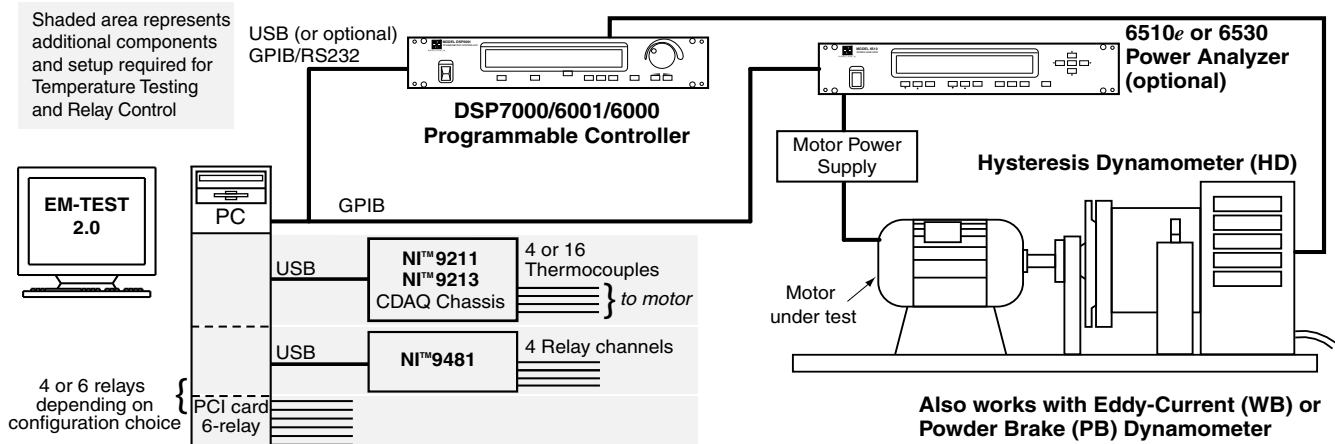 Shaded area represents
additional components
and setup required for
Temperature Testing
and Relay Control
USB (or optional)
GPIB/RS232
DSP7000/6001/6000
Programmable Controller
6510e or 6530
Power Analyzer
(optional)
Motor Power
Supply
Hysteresis Dynamometer (HD)
EM-TEST
2.0
PC
GPIB
USB
NI™9211
NI™9213
CDAQ Chassis
4 or 16
Thermocouples
} to motor
Motor
under test
USB
NI™9481
4 Relay channels
4 or 6 relays
depending on
configuration choice
{
PCI card
6-relay
Also works with Eddy-Current (WB) or
Powder Brake (PB) Dynamometer